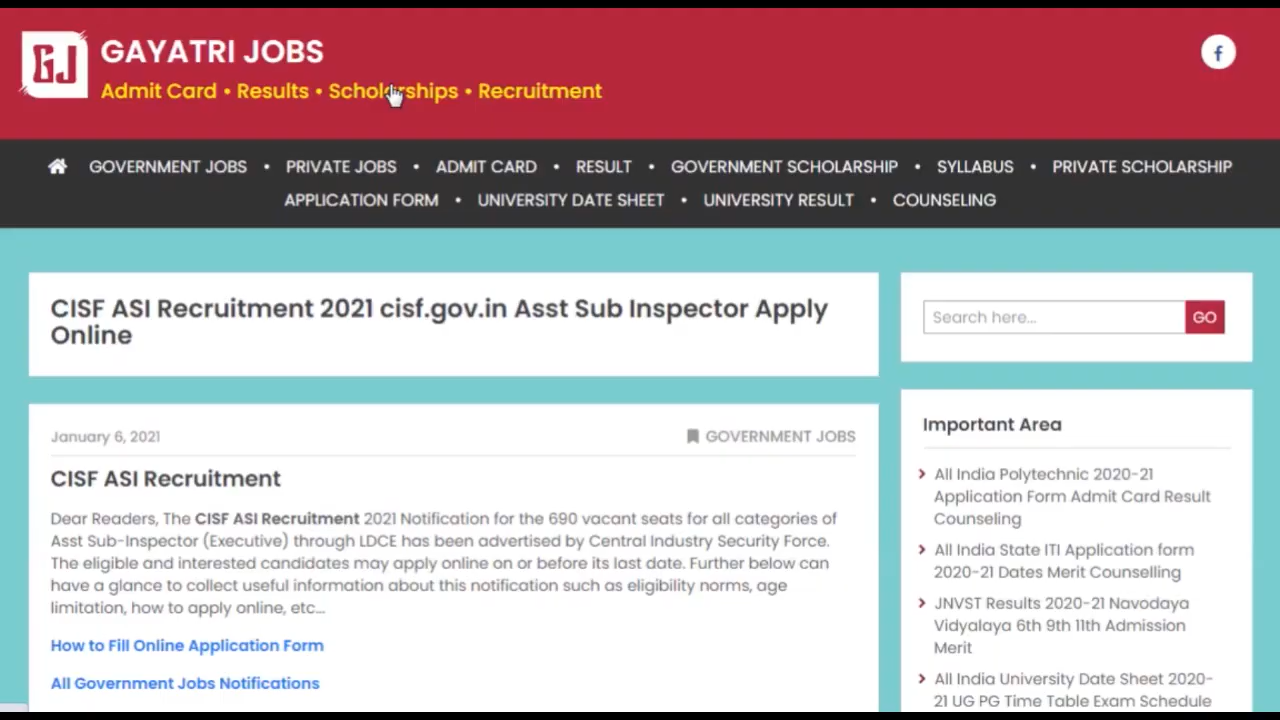 GJ
GAYATRI JOBS
Admit Card • Results • Scholarships • Recruitment
f
GOVERNMENT JOBS • PRIVATE JOBS • ADMIT CARD • RESULT • GOVERNMENT SCHOLARSHIP • SYLLABUS • PRIVATE SCHOLARSHIP
APPLICATION FORM • UNIVERSITY DATE SHEET • UNIVERSITY RESULT • COUNSELING
CISF ASI Recruitment 2021 cisf.gov.in Asst Sub Inspector Apply
Online
January 6, 2021
GOVERNMENT JOBS
CISF ASI Recruitment
Dear Readers, The CISF ASI Recruitment 2021 Notification for the 690 vacant seats for all categories of
Asst Sub-Inspector (Executive) through LDCE has been advertised by Central Industry Security Force.
The eligible and interested candidates may apply online on or before its last date. Further below can
have a glance to collect useful information about this notification such as eligibility norms, age
limitation, how to apply online, etc...
How to Fill Online Application Form
All Government Jobs Notifications
Search here...
GO
Important Area
All India Polytechnic 2020-21
Application Form Admit Card Result
Counseling
All India State ITI Application form
2020-21 Dates Merit Counselling
JNVST Results 2020-21 Navodaya
Vidyalaya 6th 9th 11th Admission
Merit
All India University Date Sheet 2020-
21 UG PG Time Table Exam Schedule